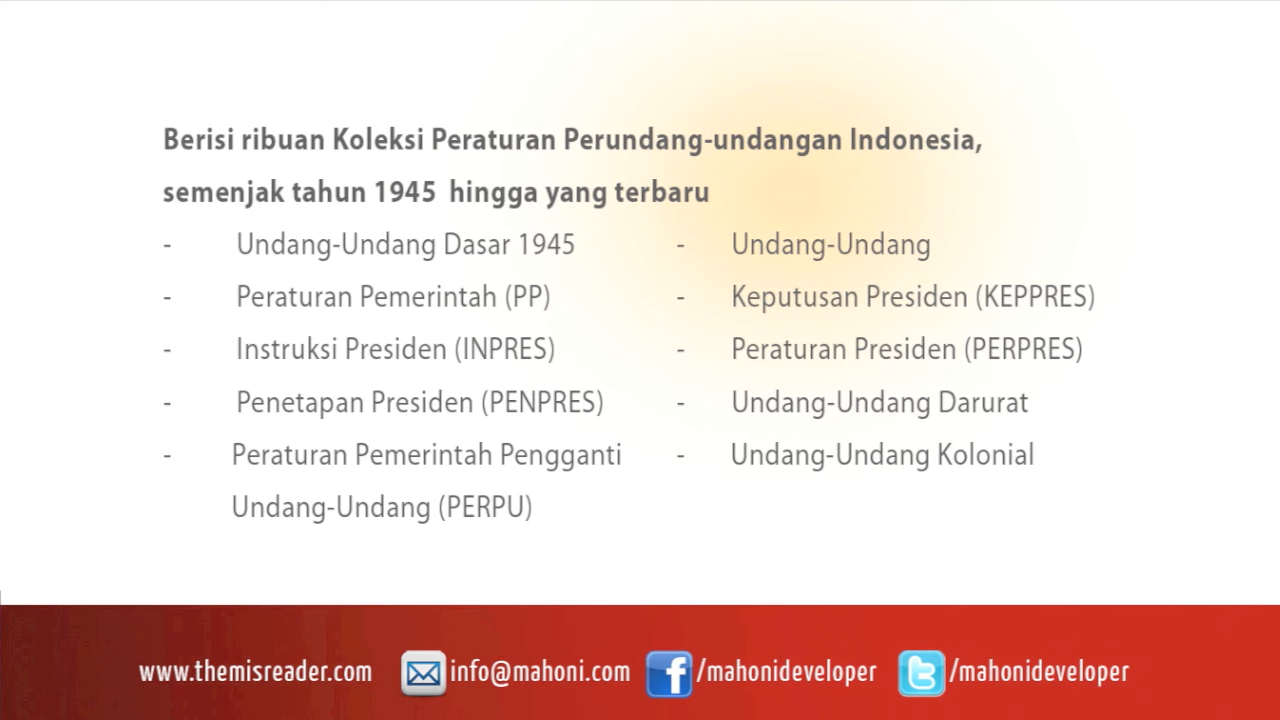 Berisi ribuan Koleksi Peraturan Perundang-undangan Indonesia,
semenjak tahun 1945 hingga yang terbaru
- Undang-Undang Dasar 1945
- Peraturan Pemerintah (PP)
- Instruksi Presiden (INPRES)
- Penetapan Presiden (PENPRES)
- Peraturan Pemerintah Pengganti
Undang-Undang (PERPU)
- Undang-Undang
- Keputusan Presiden (KEPPRES)
- Peraturan Presiden (PERPRES)
- Undang-Undang Darurat
- Undang-Undang Kolonial
www.themisreader.com info@mahoni.com /mahonideveloper /mahonideveloper